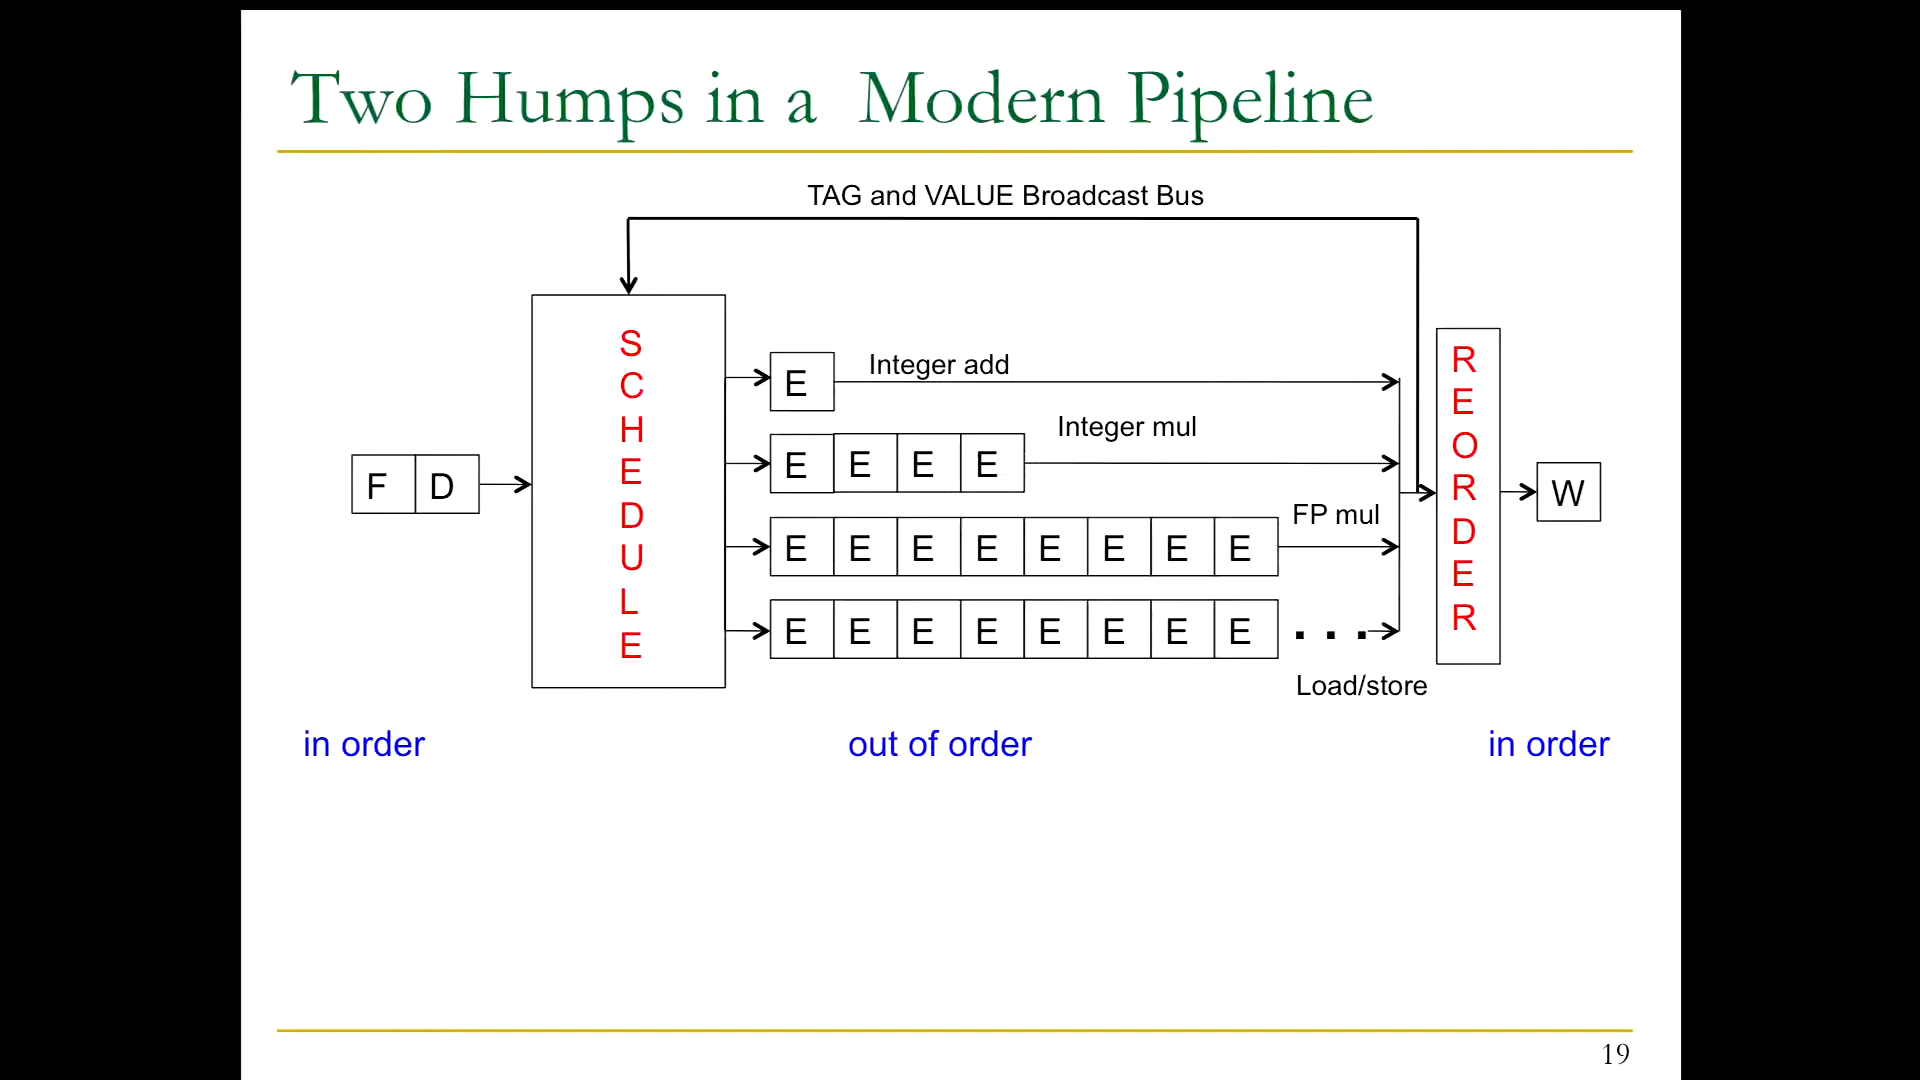 Two Humps in a Modern Pipeline
TAG and VALUE Broadcast Bus
F D
S
C
H
E
D
U
L
E
E Integer add
E E E E Integer mul
E E E E E E E E FP mul
E E E E E E E E . . .
Load/store
R
E
O
R
D
E
R
W
in order
out of order
in order
19